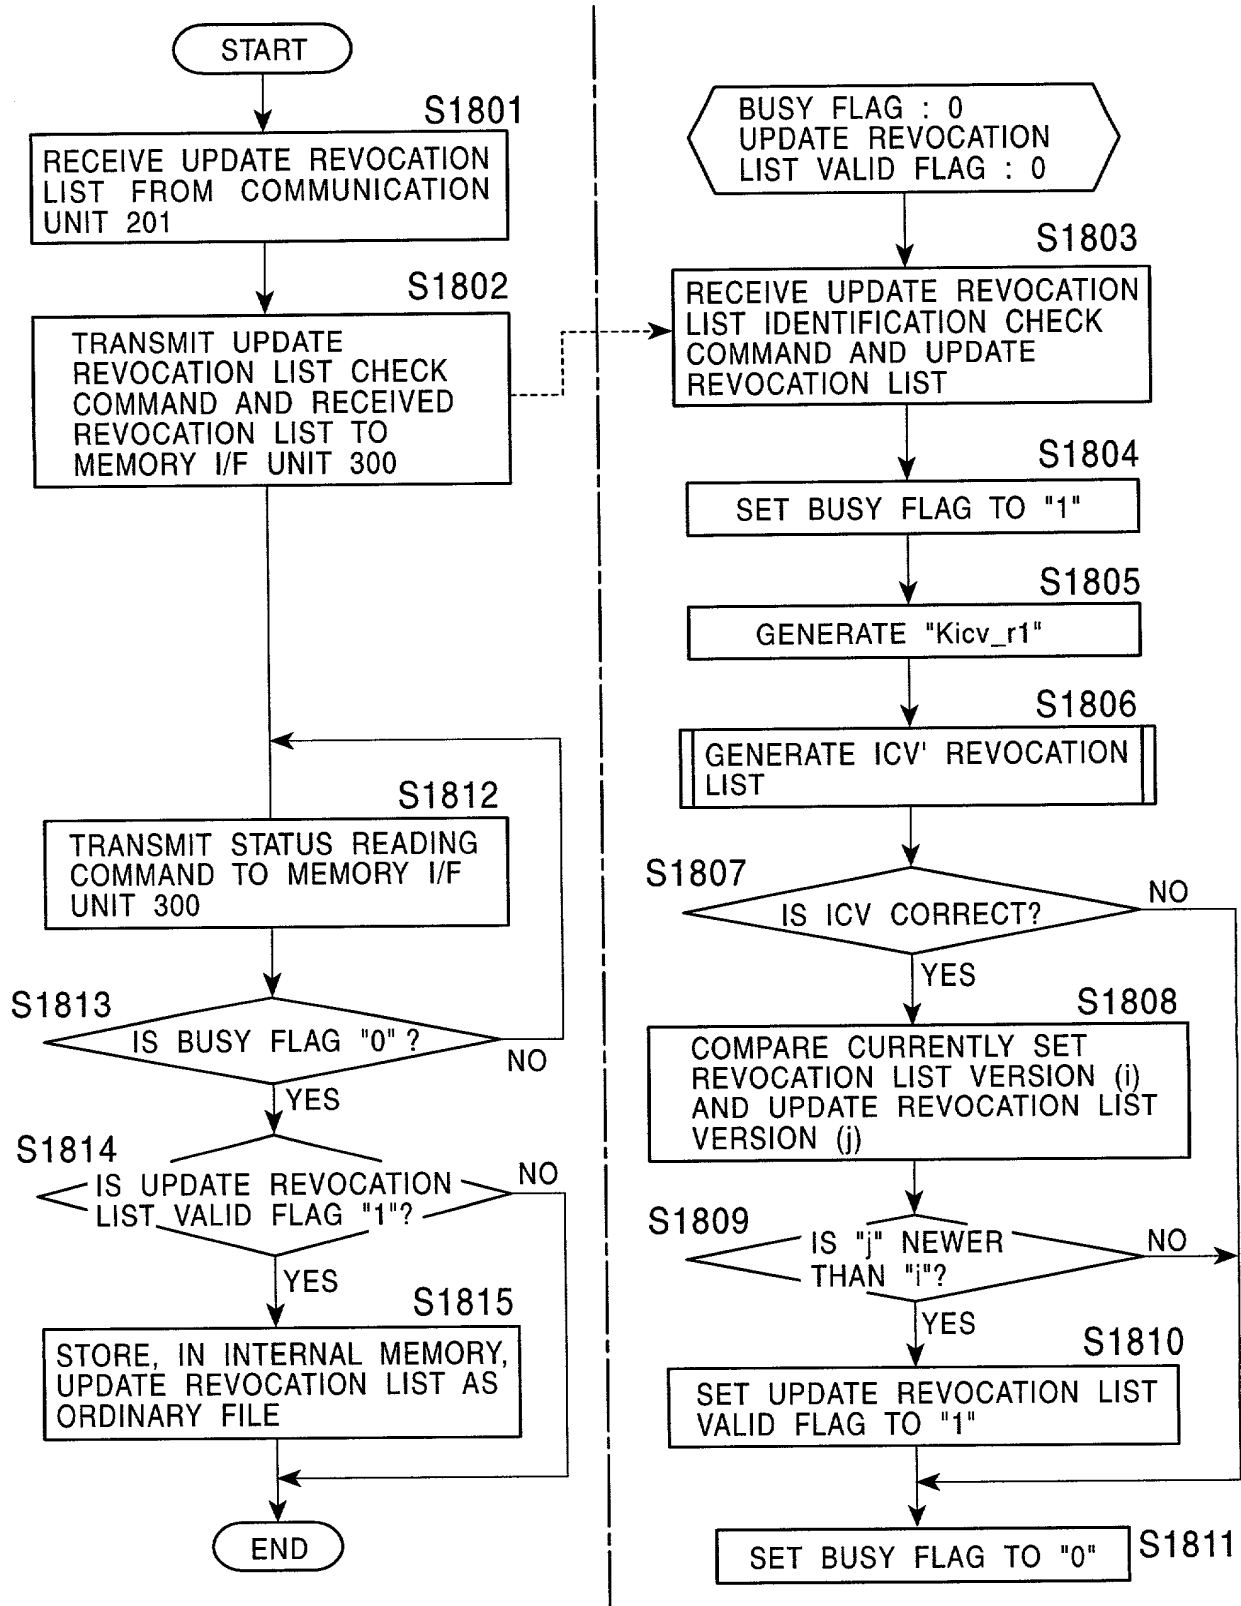 START
S1801
RECEIVE UPDATE REVOCATION
LIST FROM COMMUNICATION
UNIT 201
S1802
TRANSMIT UPDATE
REVOCATION LIST CHECK
COMMAND AND RECEIVED
REVOCATION LIST TO
MEMORY I/F UNIT 300
S1812
TRANSMIT STATUS READING
COMMAND TO MEMORY I/F
UNIT 300
S1813
IS BUSY FLAG "0" ?
NO
YES
S1814
IS UPDATE REVOCATION
LIST VALID FLAG "1"?
NO
YES
S1815
STORE, IN INTERNAL MEMORY,
UPDATE REVOCATION LIST AS
ORDINARY FILE
END
BUSY FLAG : 0
UPDATE REVOCATION
LIST VALID FLAG : 0
S1803
RECEIVE UPDATE REVOCATION
LIST IDENTIFICATION CHECK
COMMAND AND UPDATE
REVOCATION LIST
S1804
SET BUSY FLAG TO "1"
S1805
GENERATE "Kicv_r1"
S1806
GENERATE ICV' REVOCATION
LIST
S1807
IS ICV CORRECT?
NO
YES
S1808
COMPARE CURRENTLY SET
REVOCATION LIST VERSION (i)
AND UPDATE REVOCATION LIST
VERSION (j)
S1809
IS "j" NEWER
THAN "i"?
NO
YES
S1810
SET UPDATE REVOCATION LIST
VALID FLAG TO "1"
SET BUSY FLAG TO "0"
S1811